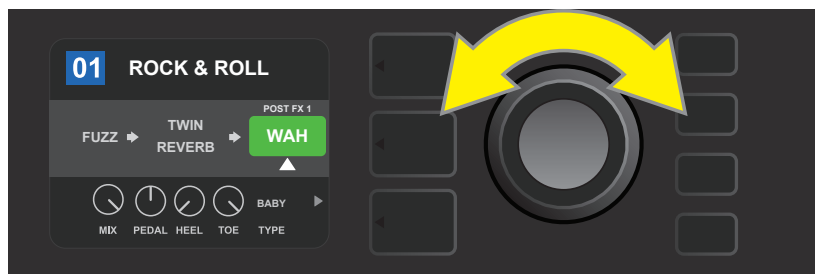 01 ROCK & ROLL
POST FX 1
FUZZ TWIN REVERB WAH
BABY
MIX PEDAL HEEL TOE TYPE